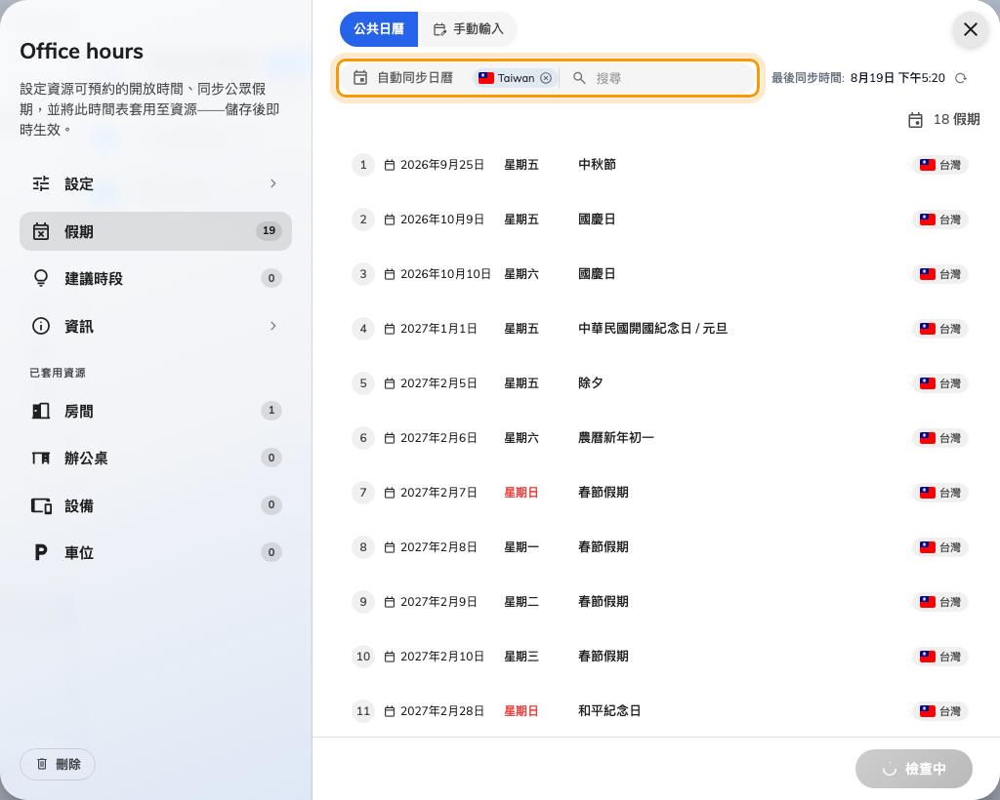 Office hours
設定資源可預約的開放時間、同步公眾假
期，並將此時間表套用至資源——儲存後即
時生效。
設定
假期 19
建議時段 0
資訊
已套用資源
房間 1
辦公桌 0
設備 0
車位 0
刪除
公共日曆 手動輸入
自動同步日曆 Taiwan 搜尋 最後同步時間: 8月19日 下午5:20
18 假期
1 2026年9月25日 星期五 中秋節 台灣
2 2026年10月9日 星期五 國慶日 台灣
3 2026年10月10日 星期六 國慶日 台灣
4 2027年1月1日 星期五 中華民國開國紀念日 / 元旦 台灣
5 2027年2月5日 星期五 除夕 台灣
6 2027年2月6日 星期六 農曆新年初一 台灣
7 2027年2月7日 星期日 春節假期 台灣
8 2027年2月8日 星期一 春節假期 台灣
9 2027年2月9日 星期二 春節假期 台灣
10 2027年2月10日 星期三 春節假期 台灣
11 2027年2月28日 星期日 和平紀念日 台灣
檢查中